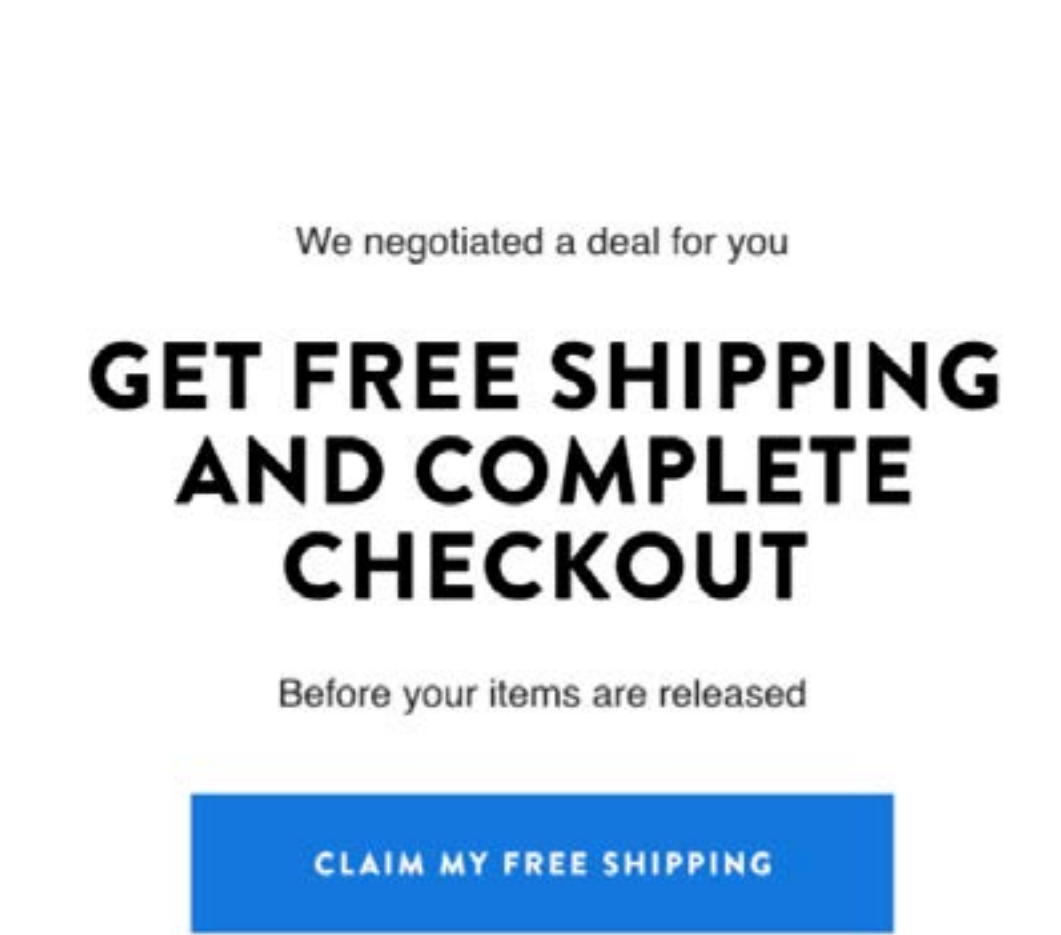 We negotiated a deal for you
GET FREE SHIPPING
AND COMPLETE
CHECKOUT
Before your items are released
CLAIM MY FREE SHIPPING